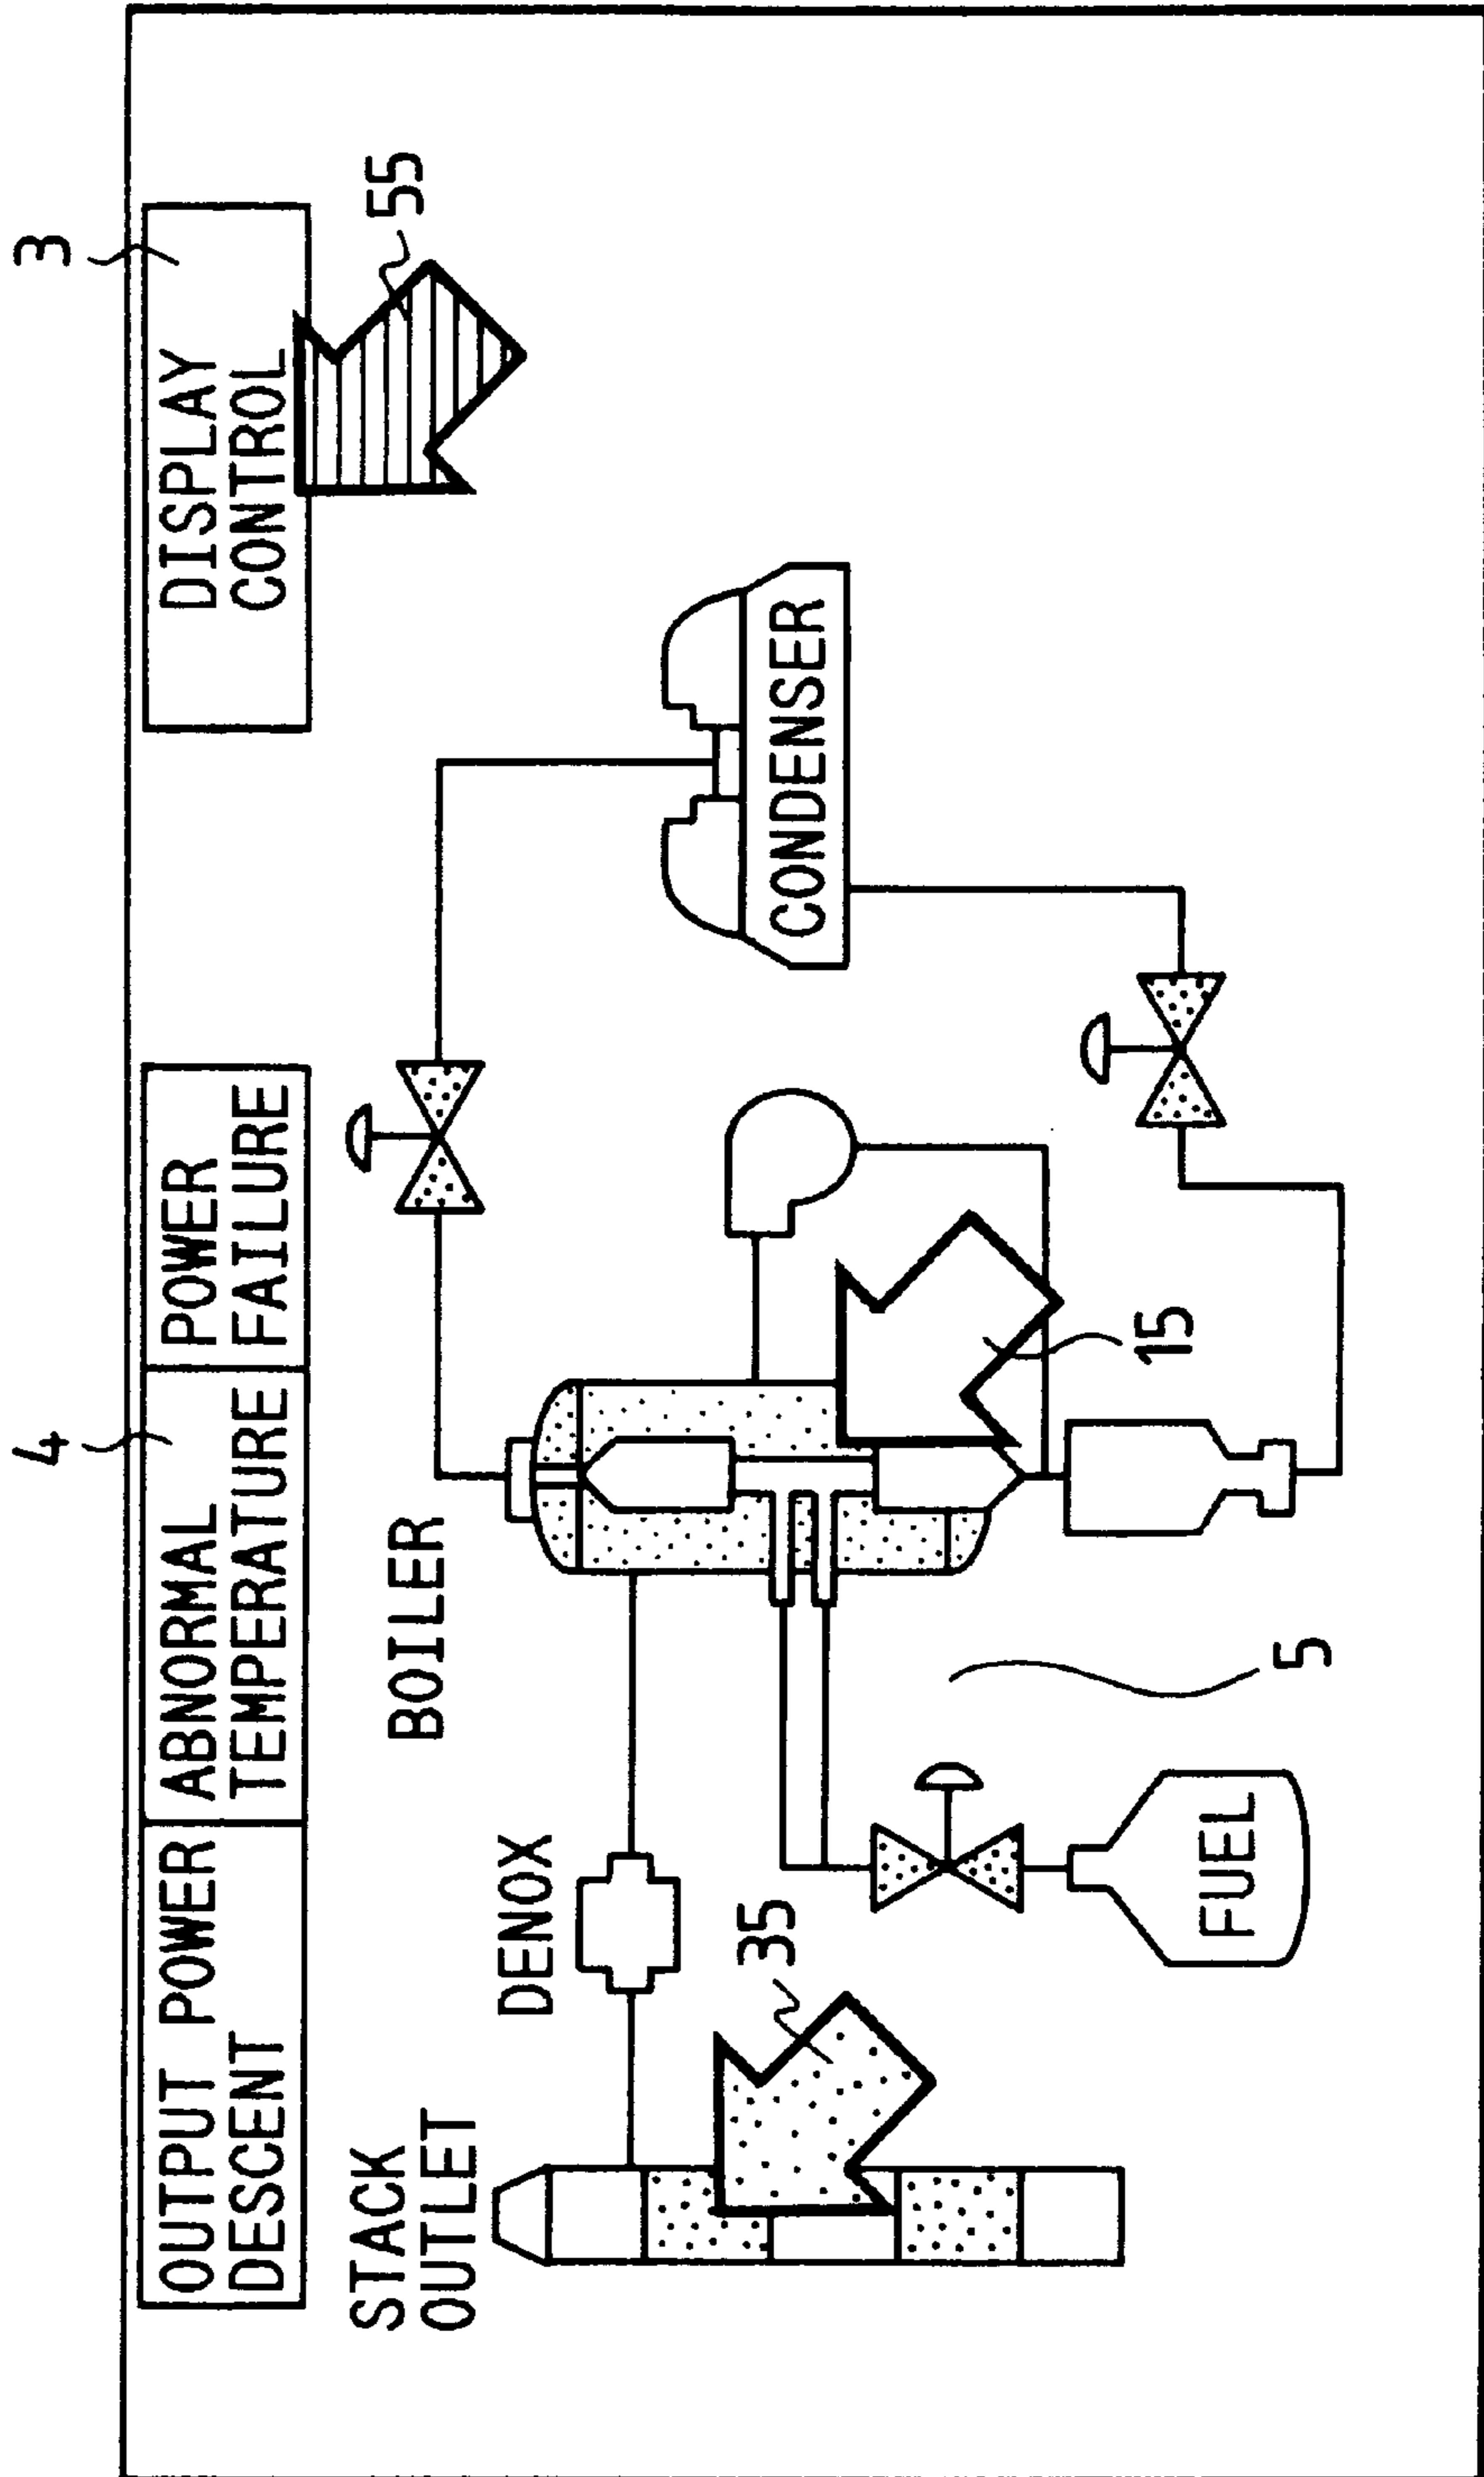 3
4
OUTPUT POWER
DESCENT
ABNORMAL
TEMPERATURE
POWER
FAILURE
DISPLAY
CONTROL
55
STACK
OUTLET
DENOX
BOILER
35
CONDENSER
15
FUEL
5